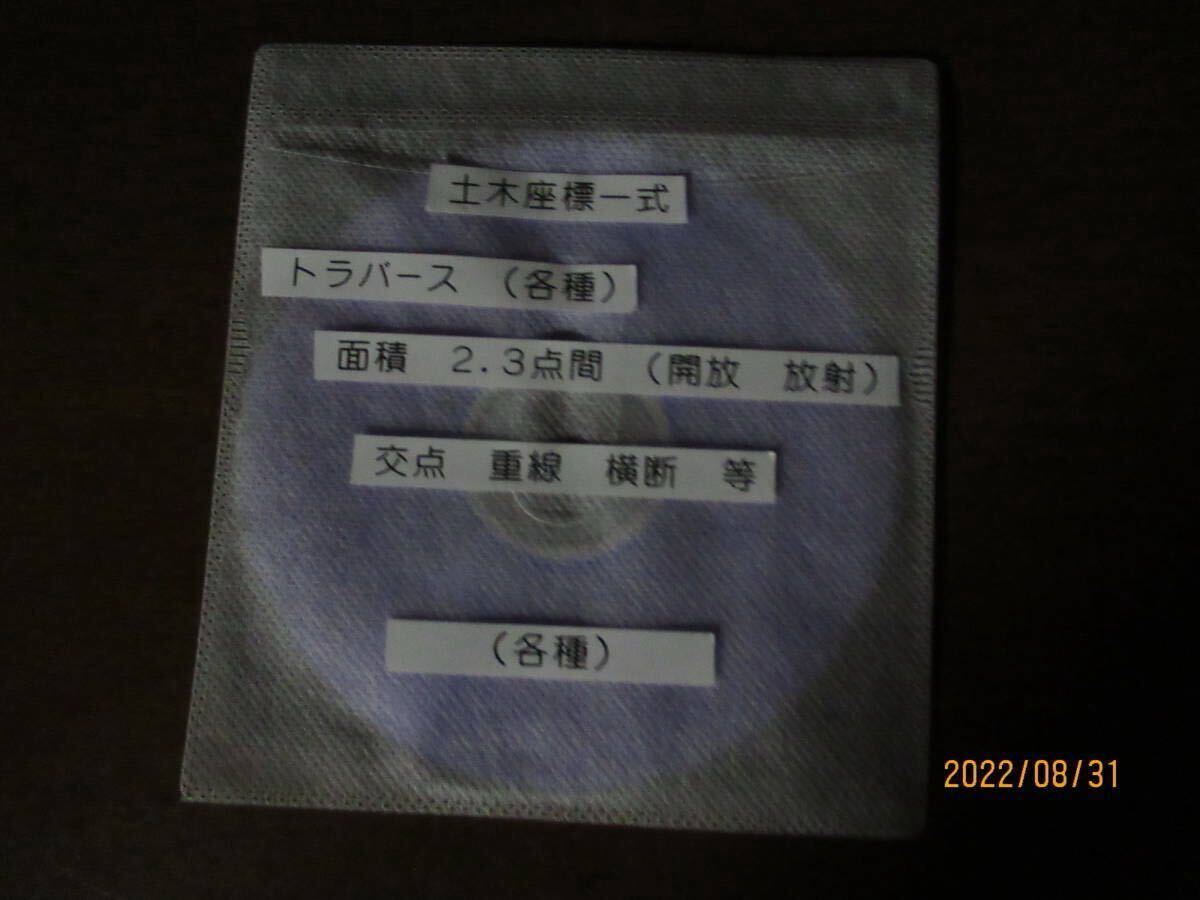 土木座標一式
トラバース （各種）
面積 2.3点間 （開放 放射）
交点 重線 横断 等
（各種）
2022/08/31